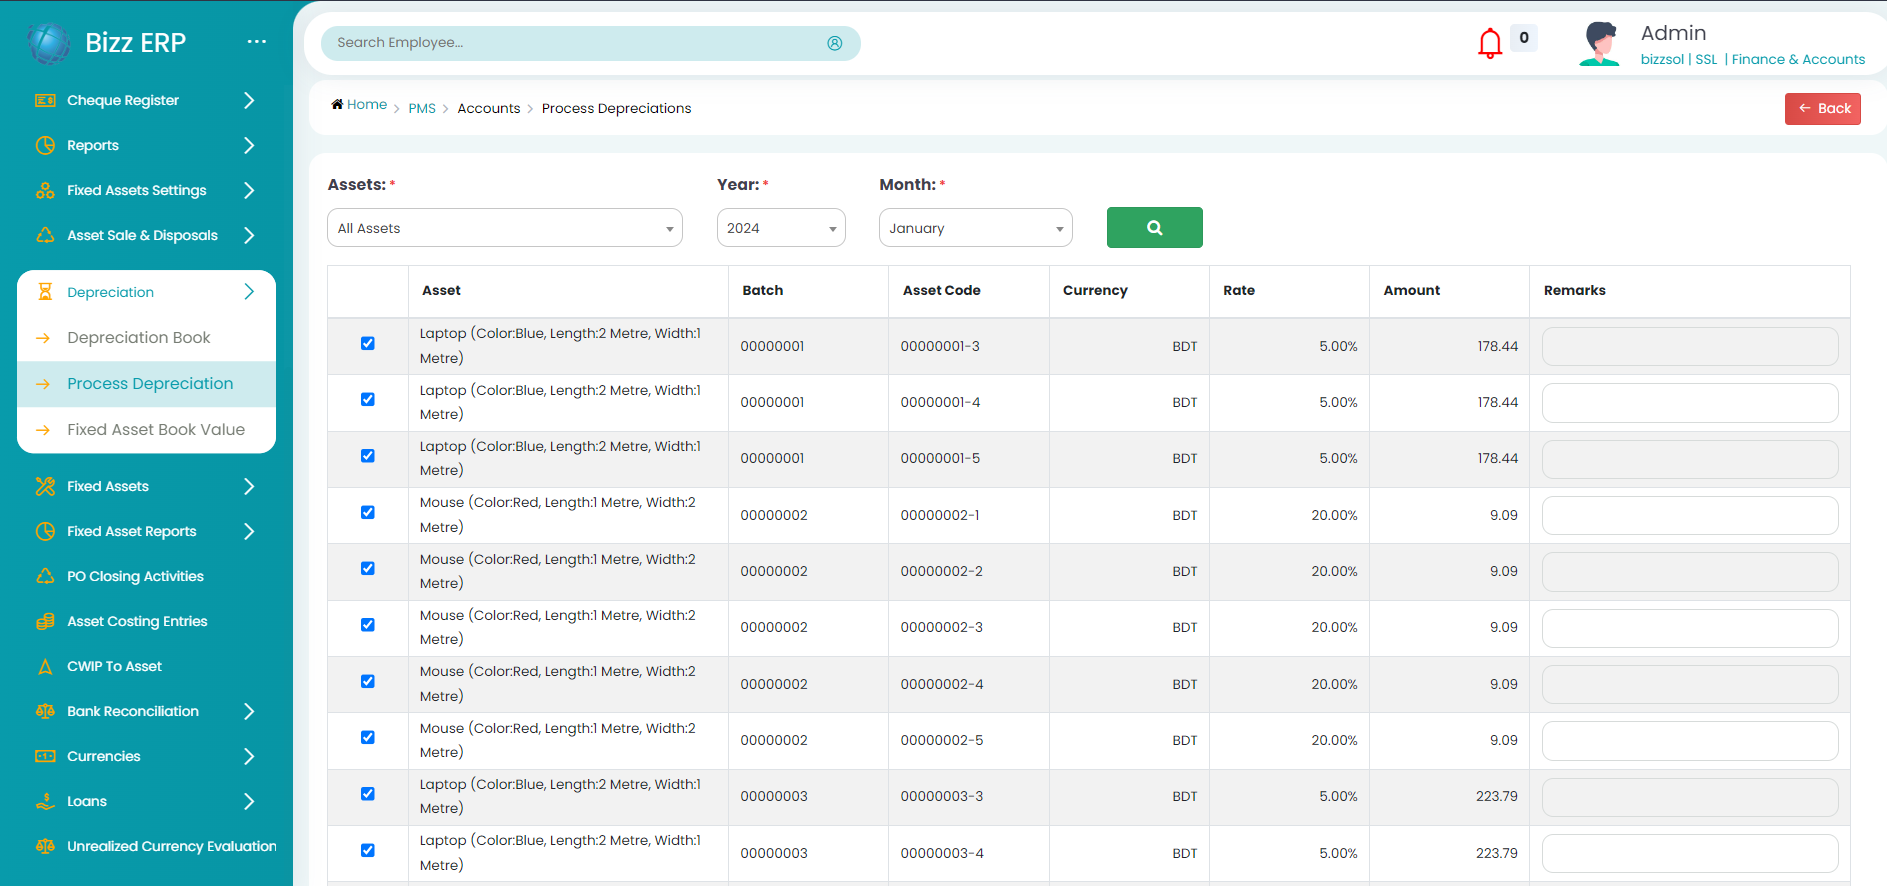 Bizz ERP
...
Cheque Register
Reports
Fixed Assets Settings
Asset Sale & Disposals
Depreciation
Depreciation Book
Process Depreciation
Fixed Asset Book Value
Fixed Assets
Fixed Asset Reports
PO Closing Activities
Asset Costing Entries
CWIP To Asset
Bank Reconciliation
Currencies
Loans
Unrealized Currency Evaluation
Search Employee...
0
Admin
bizzsol | SSL | Finance & Accounts
Home > PMS > Accounts > Process Depreciations
← Back
Assets: * Year: * Month: *
All Assets 2024 January
Asset Batch Asset Code Currency Rate Amount Remarks
Laptop (Color:Blue, Length:2 Metre, Width:1
Metre) 00000001 00000001-3 BDT 5.00% 178.44
Laptop (Color:Blue, Length:2 Metre, Width:1
Metre) 00000001 00000001-4 BDT 5.00% 178.44
Laptop (Color:Blue, Length:2 Metre, Width:1
Metre) 00000001 00000001-5 BDT 5.00% 178.44
Mouse (Color:Red, Length:1 Metre, Width:2
Metre) 00000002 00000002-1 BDT 20.00% 9.09
Mouse (Color:Red, Length:1 Metre, Width:2
Metre) 00000002 00000002-2 BDT 20.00% 9.09
Mouse (Color:Red, Length:1 Metre, Width:2
Metre) 00000002 00000002-3 BDT 20.00% 9.09
Mouse (Color:Red, Length:1 Metre, Width:2
Metre) 00000002 00000002-4 BDT 20.00% 9.09
Mouse (Color:Red, Length:1 Metre, Width:2
Metre) 00000002 00000002-5 BDT 20.00% 9.09
Laptop (Color:Blue, Length:2 Metre, Width:1
Metre) 00000003 00000003-3 BDT 5.00% 223.79
Laptop (Color:Blue, Length:2 Metre, Width:1
Metre) 00000003 00000003-4 BDT 5.00% 223.79